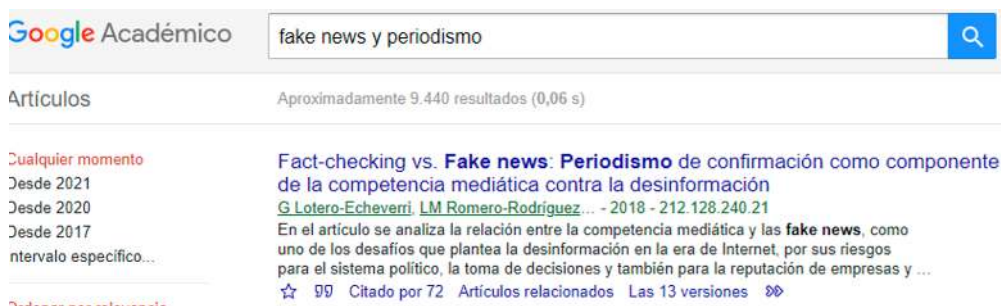 Google Académico
fake news y periodismo
Artículos
Aproximadamente 9.440 resultados (0,06 s)
Cualquier momento
Desde 2021
Desde 2020
Desde 2017
Intervalo específico...
Fact-checking vs. Fake news: Periodismo de confirmación como componente
de la competencia mediática contra la desinformación
G Lotero-Echeverri, LM Romero-Rodríguez... - 2018 - 212.128.240.21
En el artículo se analiza la relación entre la competencia mediática y las fake news, como
uno de los desafíos que plantea la desinformación en la era de Internet, por sus riesgos
para el sistema político, la toma de decisiones y también para la reputación de empresas y ...
Citado por 72 Artículos relacionados Las 13 versiones
Ordenar por relevancia